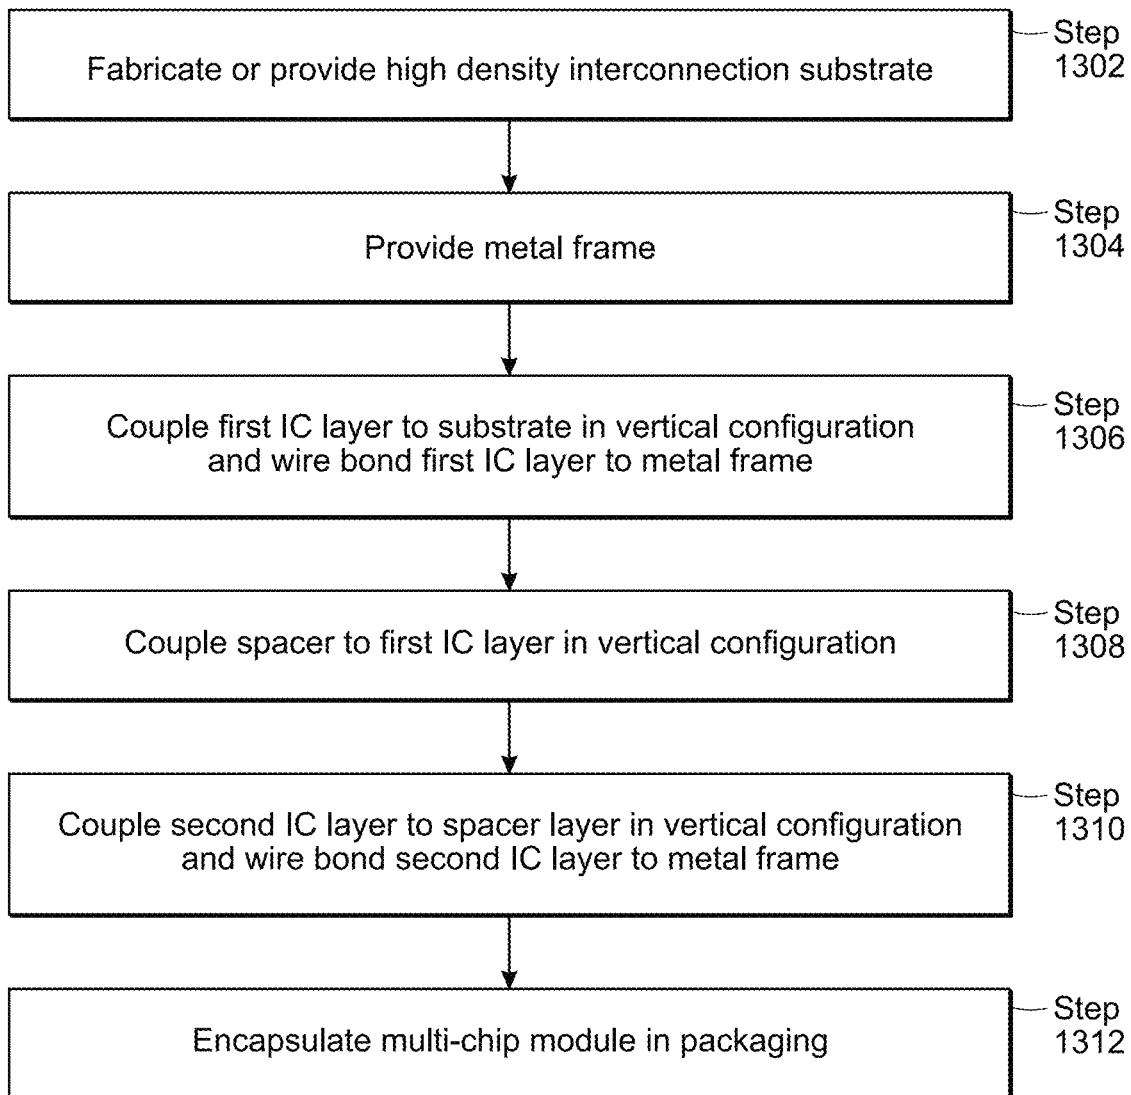 Fabricate or provide high density interconnection substrate
Step
1302
Provide metal frame
Step
1304
Couple first IC layer to substrate in vertical configuration
and wire bond first IC layer to metal frame
Step
1306
Couple spacer to first IC layer in vertical configuration
Step
1308
Couple second IC layer to spacer layer in vertical configuration
and wire bond second IC layer to metal frame
Step
1310
Encapsulate multi-chip module in packaging
Step
1312